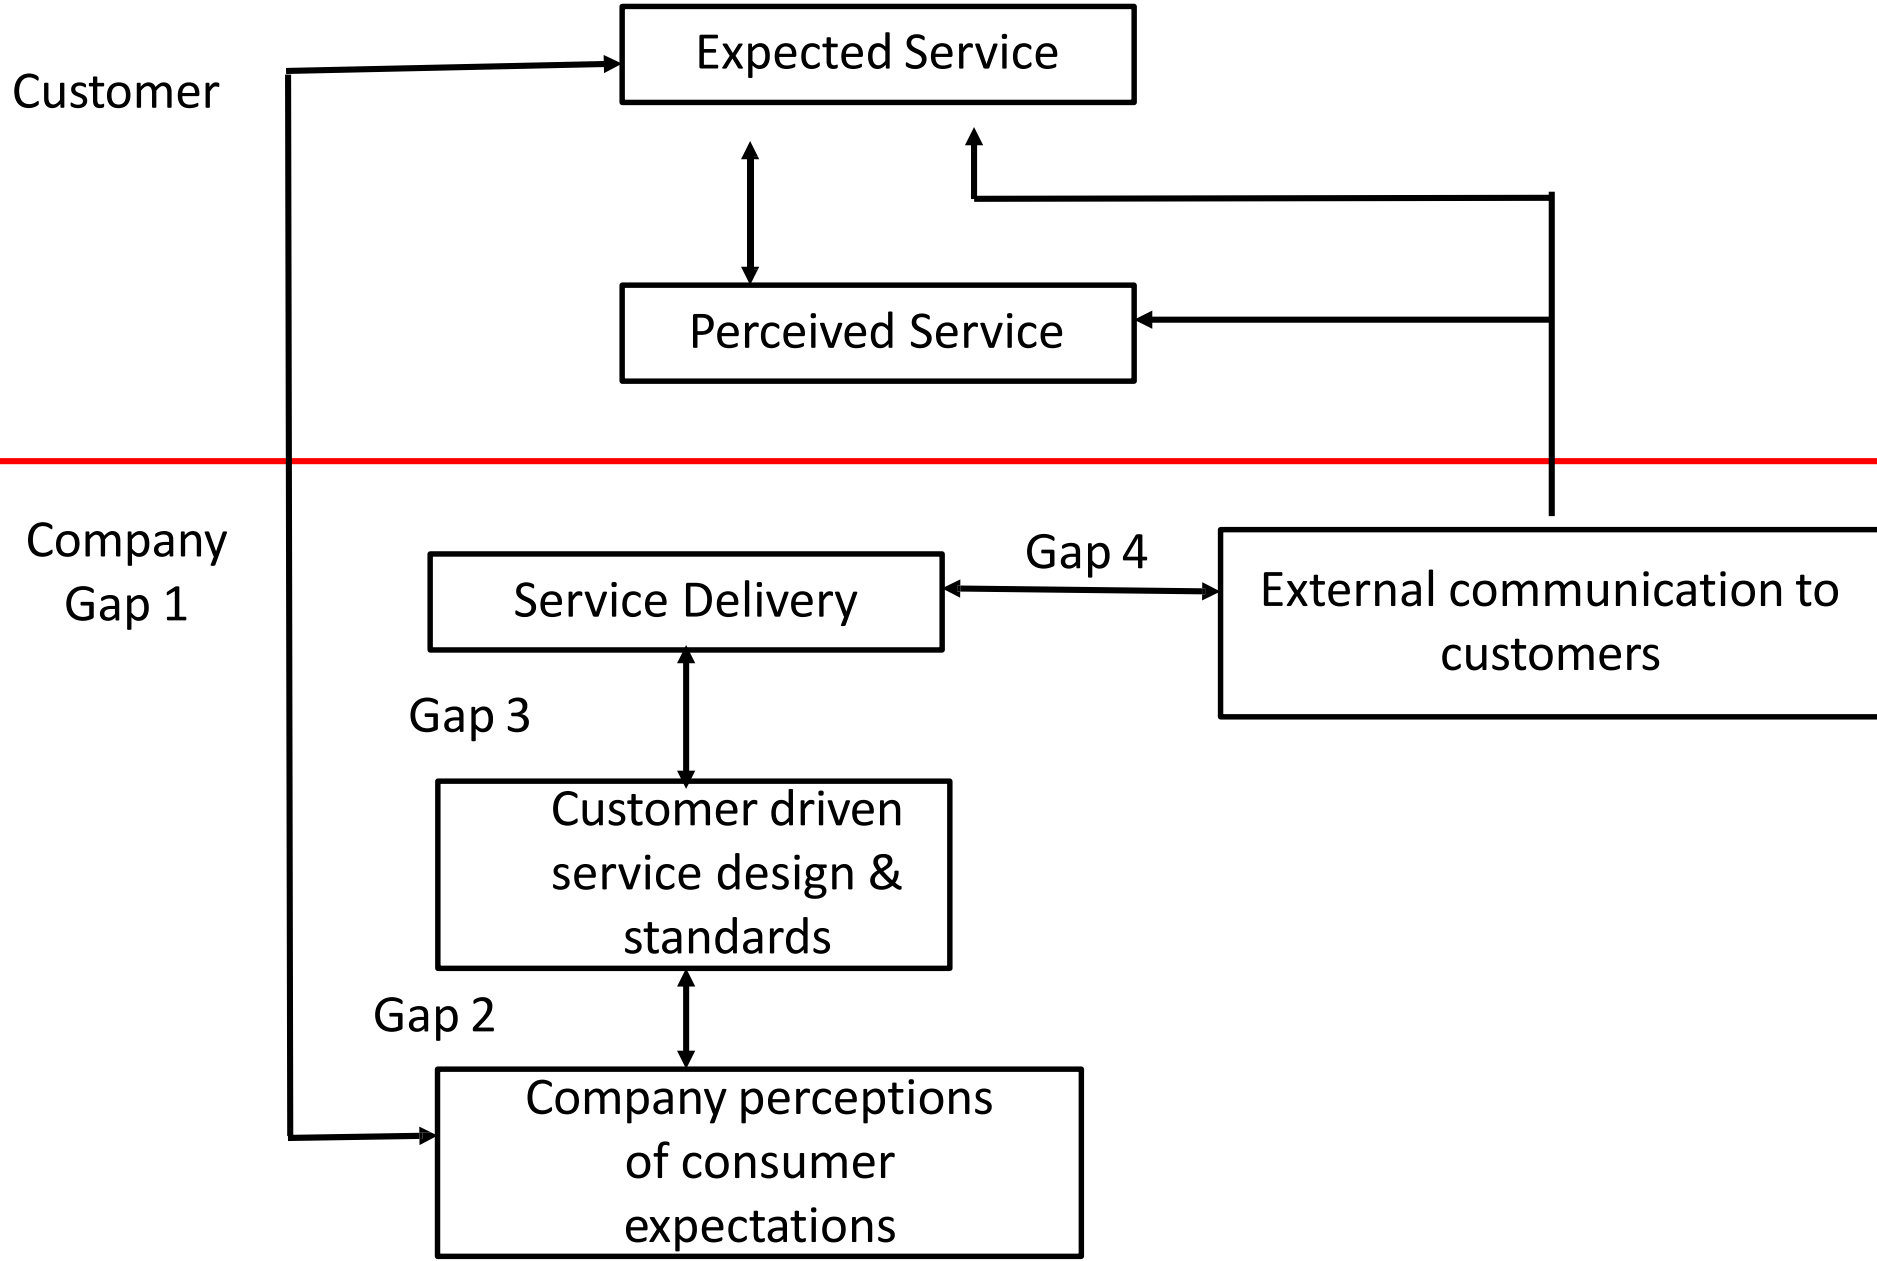 Expected Service
Customer
Perceived Service
Company
Gap 1
Gap 4
Service Delivery
External communication to
customers
Gap 3
Customer driven
service design &
standards
Gap 2
Company perceptions
of consumer
expectations